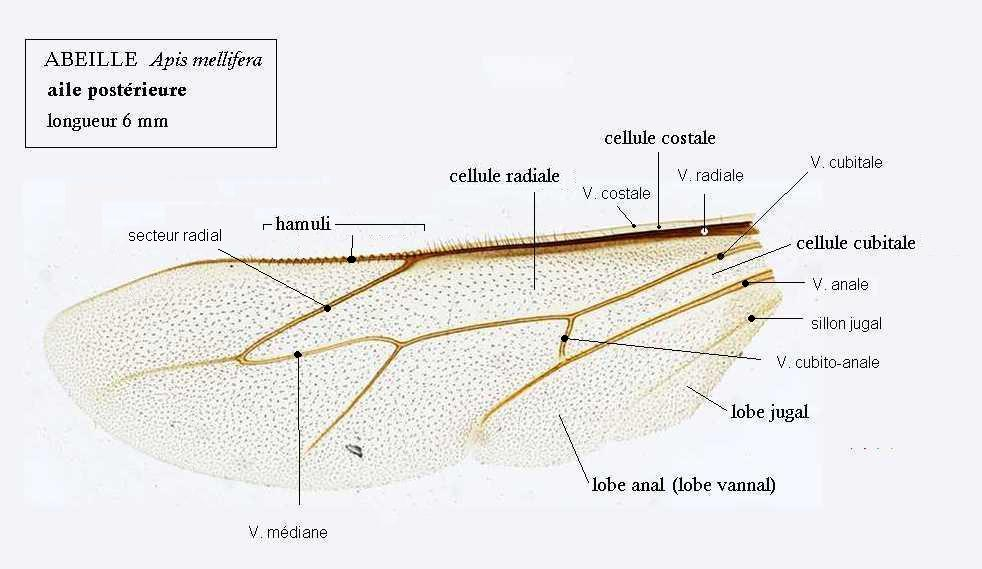 ABEILLE Apis mellifera
aile postérieure
longueur 6 mm
cellule costale
V. cubitale
cellule radiale
V. radiale
V. costale
hamuli
secteur radial
cellule cubitale
V. anale
sillon jugal
V. cubito-anale
lobe jugal
lobe anal (lobe vannal)
V. médiane